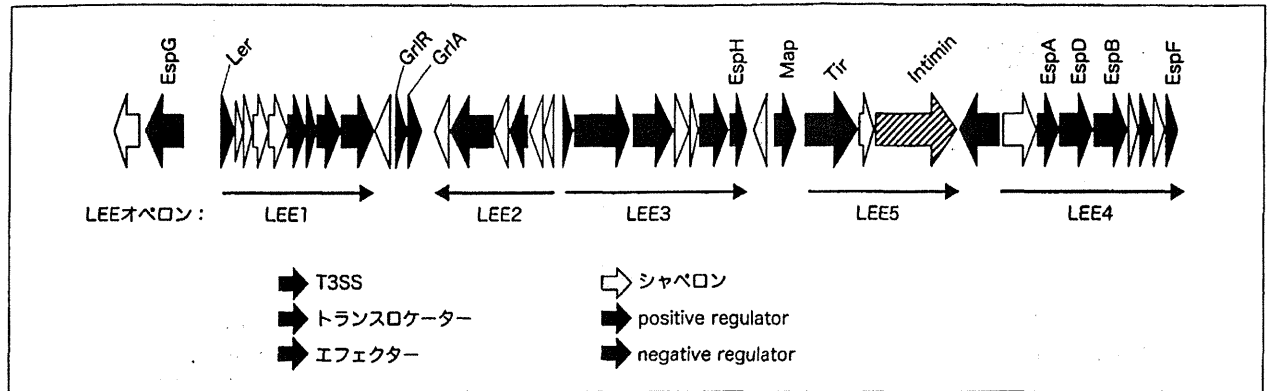 EspG Ler GrlR GrlA EspH Map Tir Intimin EspA EspD EspB EspF
LEEオペロン： LEE1 LEE2 LEE3 LEE5 LEE4
T3SS シャペロン
トランスロケーター positive regulator
エフェクター negative regulator